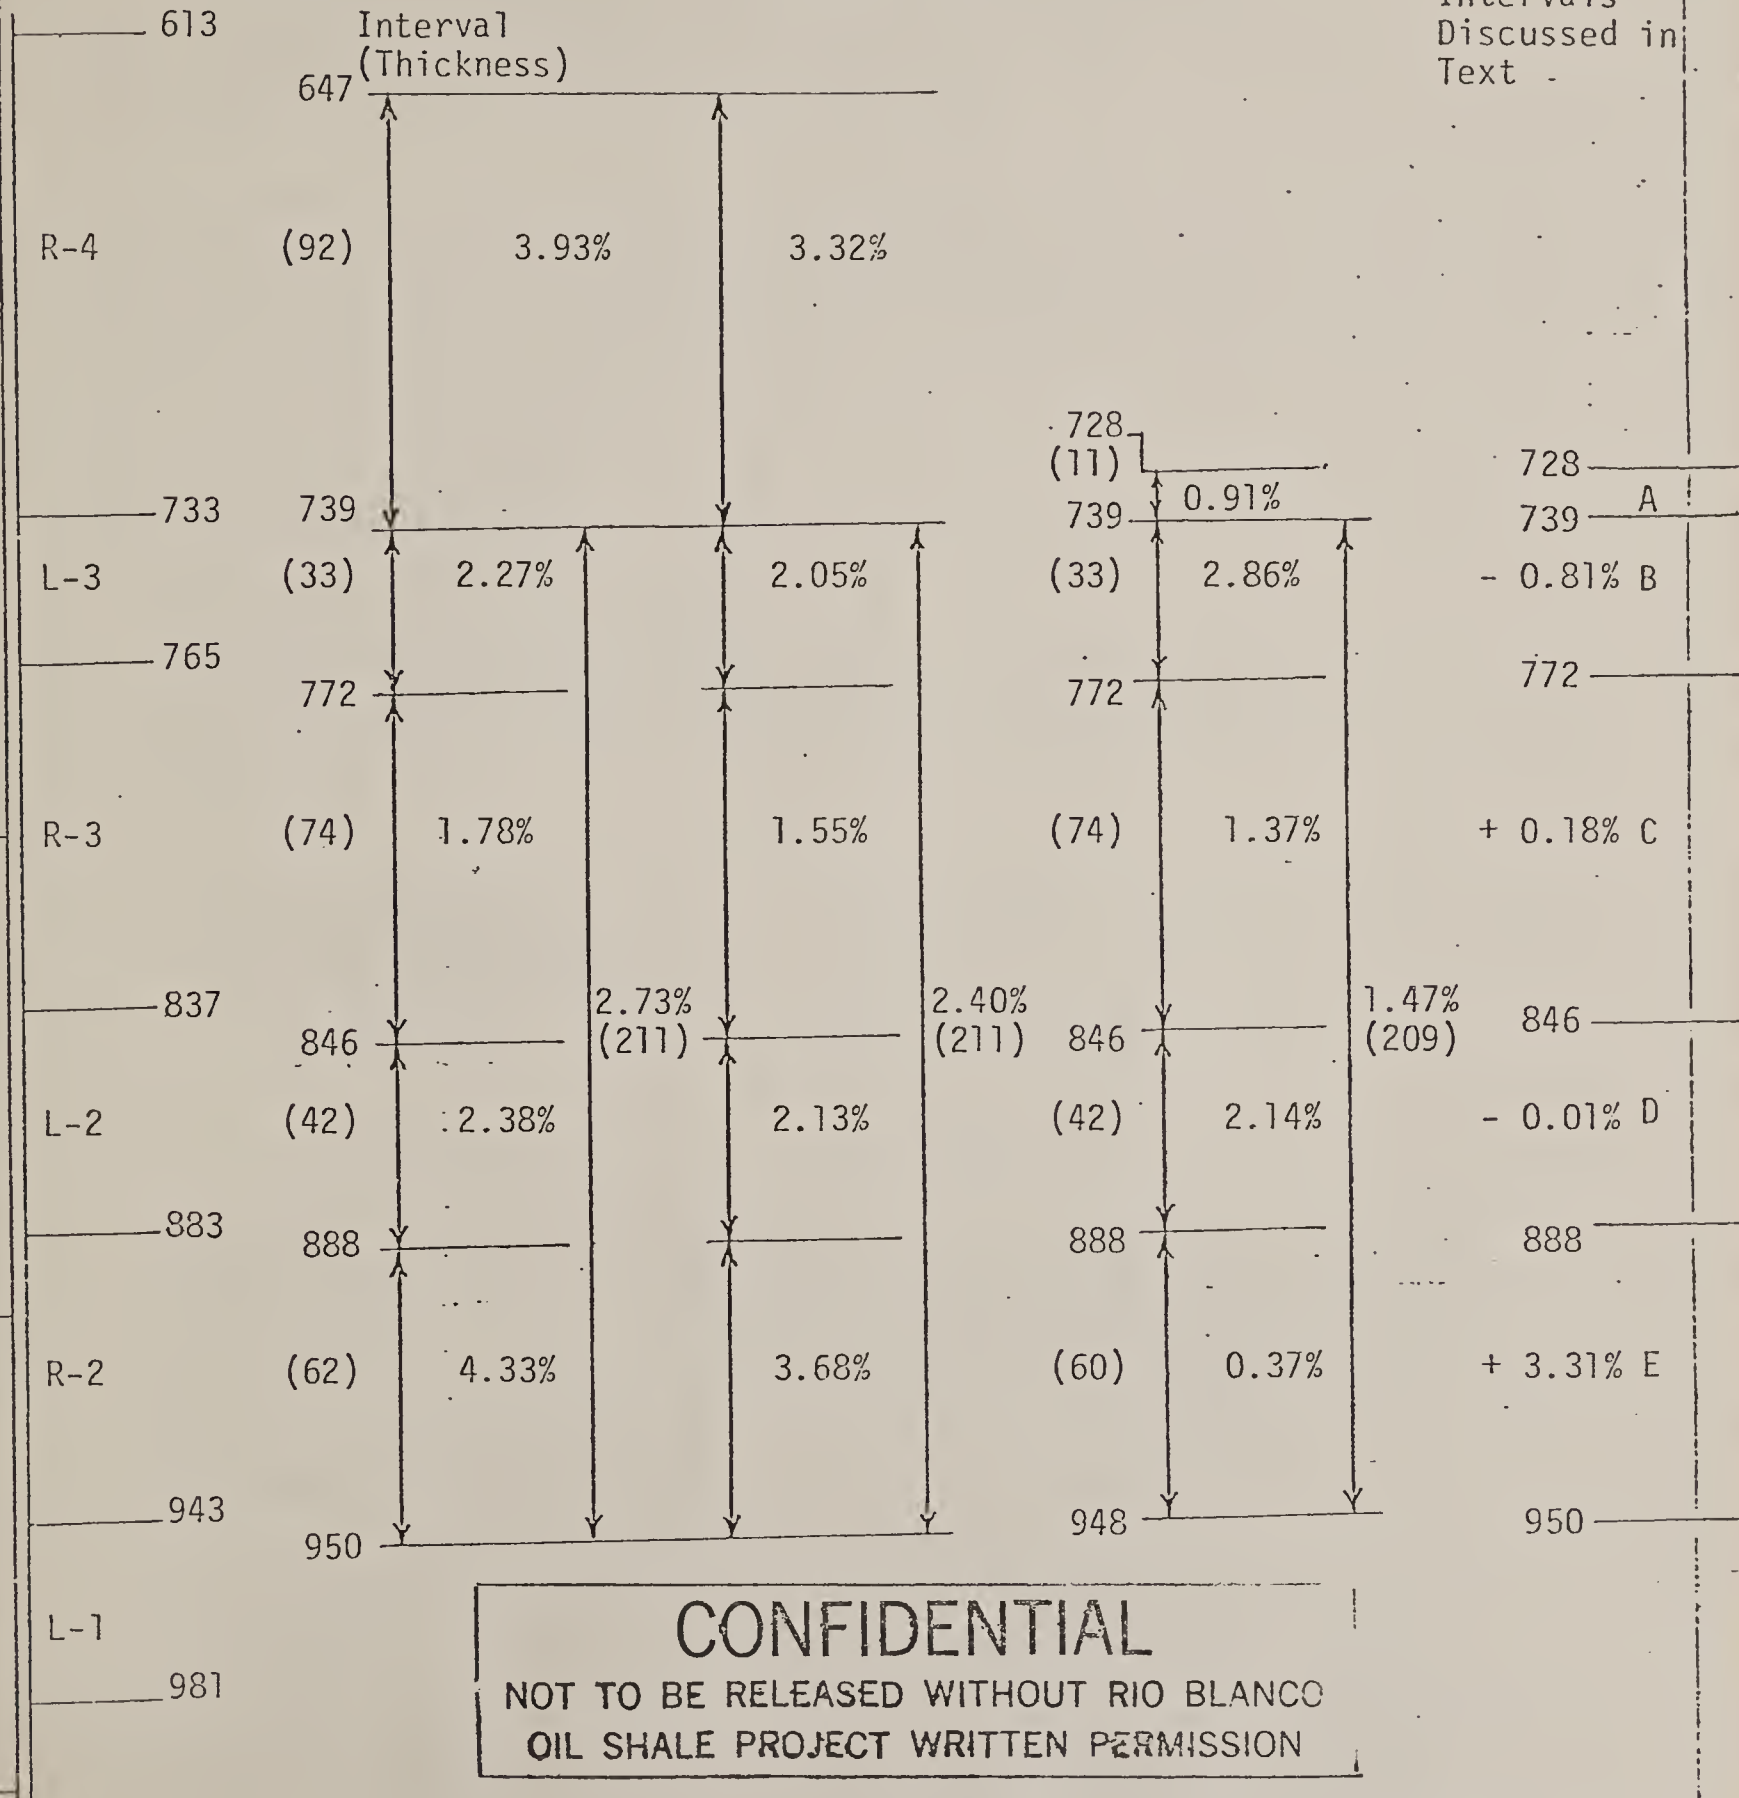 613
Interval
(Thickness)
Intervals
Discussed in
Text
647
R-4 (92) 3.93% 3.32%
728
(11)
728
733 739
739 0.91%
739 A
L-3 (33) 2.27% 2.05% (33) 2.86% - 0.81% B
765
772 772 772
R-3 (74) 1.78% 1.55% (74) 1.37% + 0.18% C
837 2.73% 2.40% 1.47%
846 (211) (211) 846 (209) 846
L-2 (42) 2.38% 2.13% (42) 2.14% - 0.01% D
883
888 888 888
R-2 (62) 4.33% 3.68% (60) 0.37% + 3.31% E
943
950 948 950
CONFIDENTIAL
NOT TO BE RELEASED WITHOUT RIO BLANCO
OIL SHALE PROJECT WRITTEN PERMISSION
L-1
981